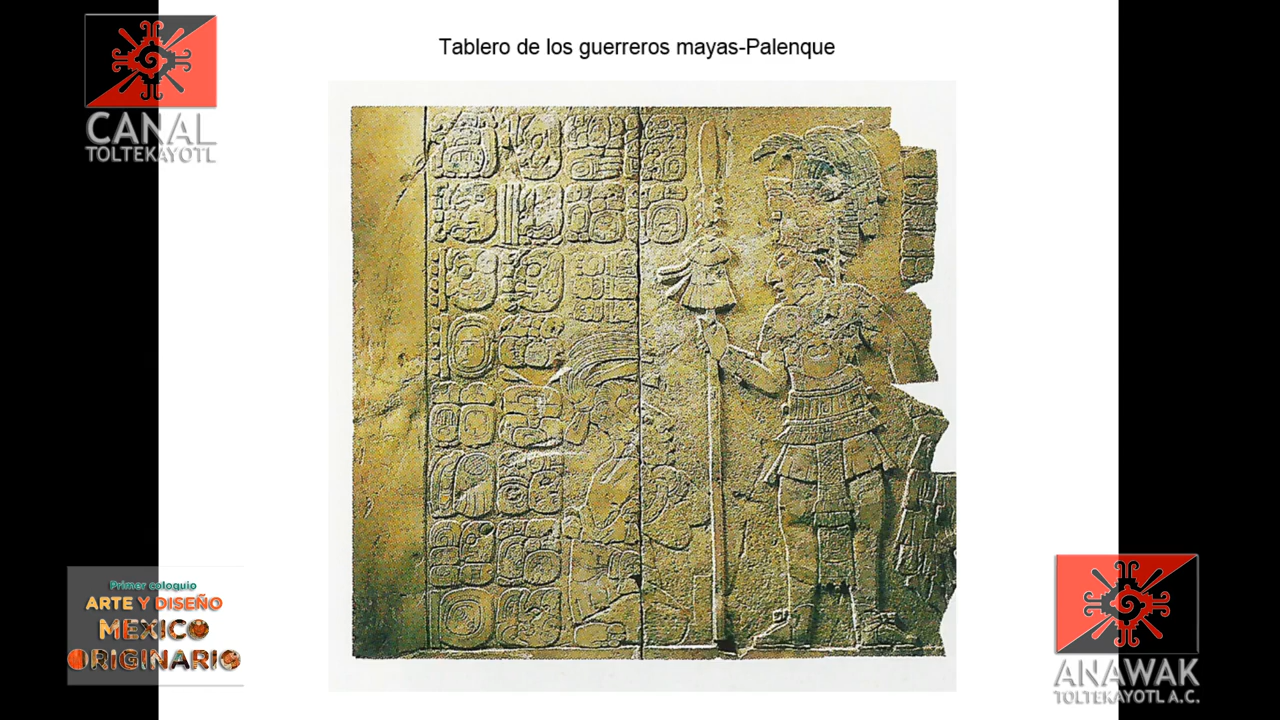 Tablero de los guerreros mayas-Palenque
CANAL
TOLTEKAYOTL
Primer coloquio
ARTE Y DISEÑO
MÉXICO
ORIGINARIO
ANAWAK
TOLTEKAYOTL A.C.